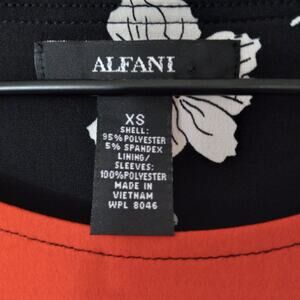 ALFANI
XS
SHELL:
95%POLYESTER
5% SPANDEX
LINING/
SLEEVES:
100%POLYESTER
MADE IN
VIETNAM
WPL 8046